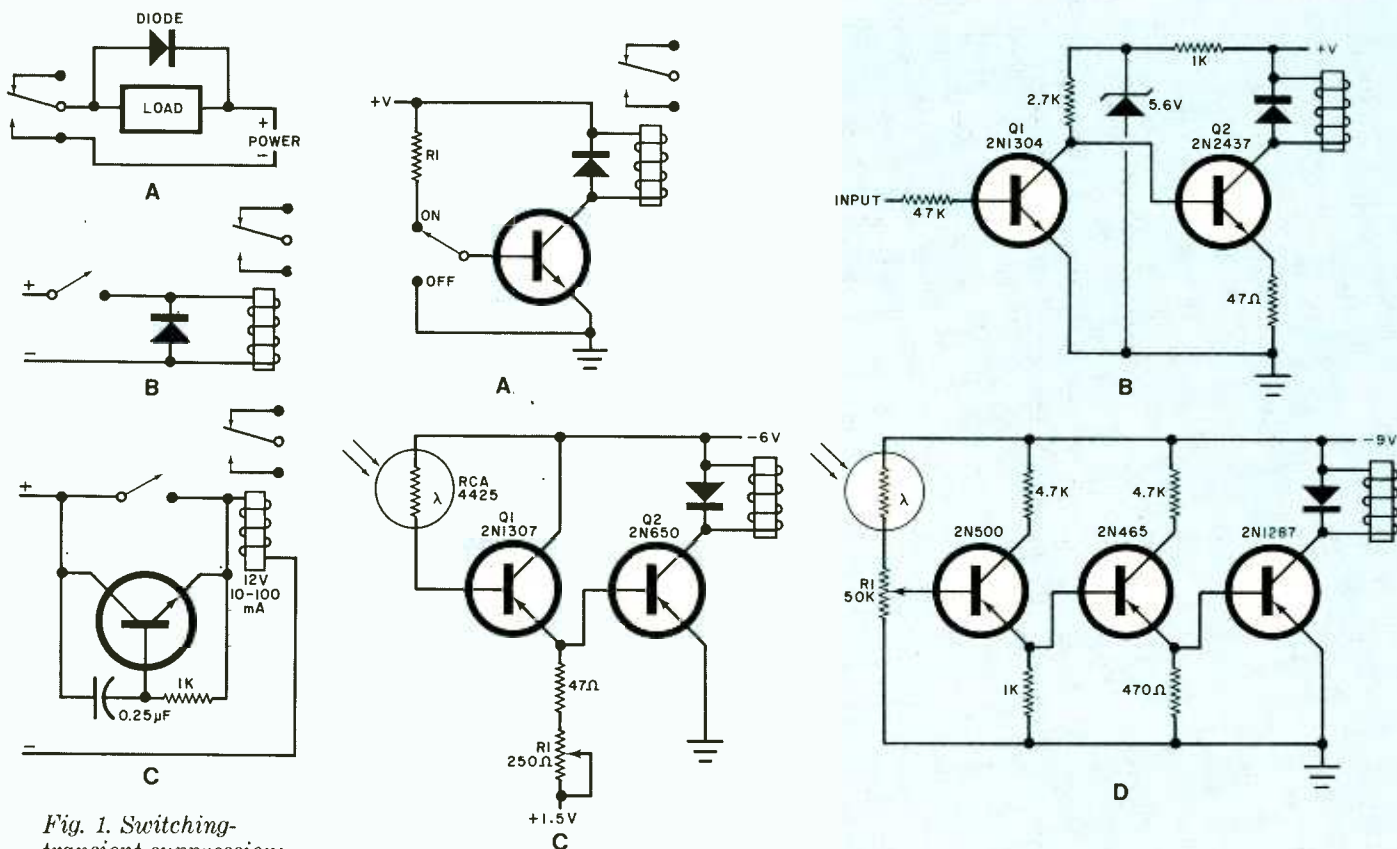 DIODE
LOAD
+
POWER
-
A
+
-
B
+
12V
10-100
mA
1K
0.25µF
-
C
Fig. 1. Switching-
transient suppression:
+V
R1
ON
OFF
A
-6V
RCA
4425
λ
Q1
2N1307
Q2
2N650
47Ω
R1
250Ω
+1.5V
C
+V
1K
2.7K
5.6V
Q1
2N1304
Q2
2N2437
INPUT
47K
47Ω
B
-9V
λ
4.7K
4.7K
2N500
2N465
2N1287
R1
50K
1K
470Ω
D